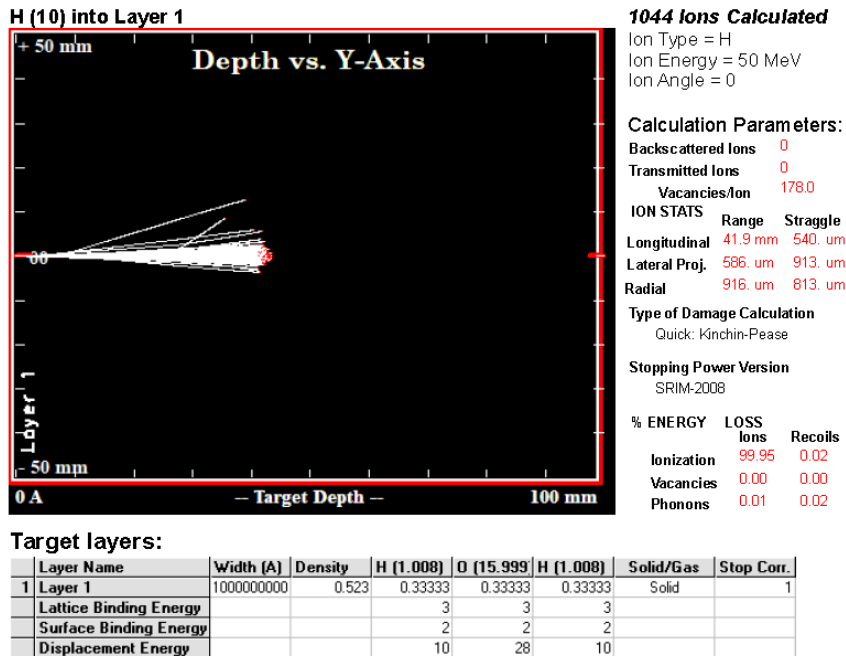 H (10) into Layer 1
+ 50 mm
Depth vs. Y-Axis
Layer 1
- 50 mm
0 A -- Target Depth -- 100 mm
1044 Ions Calculated
Ion Type = H
Ion Energy = 50 MeV
Ion Angle = 0
Calculation Parameters:
Backscattered Ions 0
Transmitted Ions 0
Vacancies/Ion 178.0
ION STATS Range Straggle
Longitudinal 41.9 mm 540. um
Lateral Proj. 586. um 913. um
Radial 916. um 813. um
Type of Damage Calculation
Quick: Kinchin-Pease
Stopping Power Version
SRIM-2008
% ENERGY LOSS
Ions Recoils
Ionization 99.95 0.02
Vacancies 0.00 0.00
Phonons 0.01 0.02
Target layers:
Layer Name Width (A) Density H (1.008) O (15.999 H (1.008) Solid/Gas Stop Corr.
1 Layer 1 1000000000 0.523 0.33333 0.33333 0.33333 Solid 1
Lattice Binding Energy 3 3 3
Surface Binding Energy 2 2 2
Displacement Energy 10 28 10